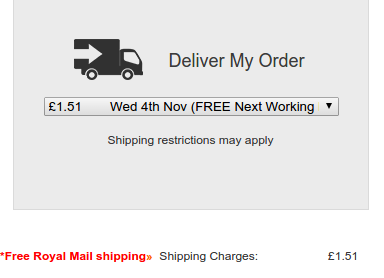 Deliver My Order
£1.51 Wed 4th Nov (FREE Next Working
Shipping restrictions may apply
*Free Royal Mail shipping» Shipping Charges: £1.51